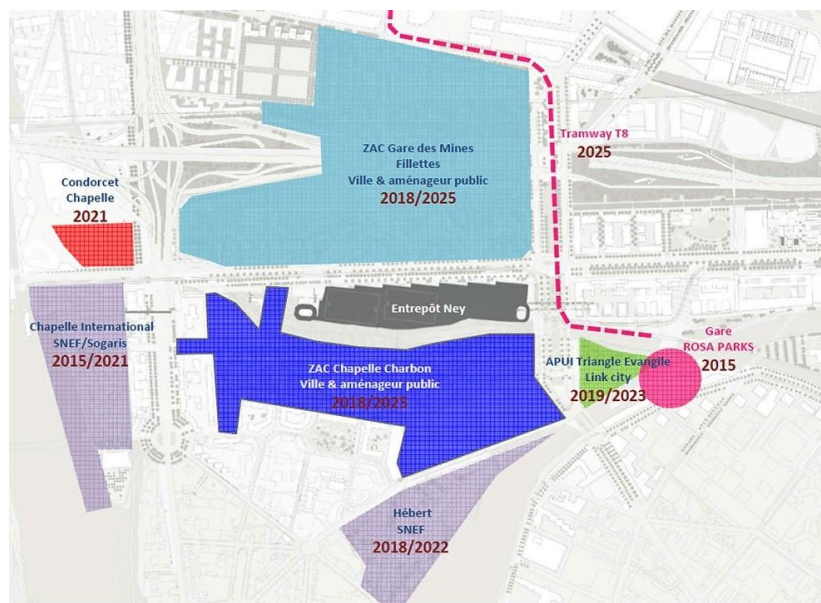 ZAC Gare des Mines
Fillettes
Ville & aménageur public
2018/2025
Tramway T8
2025
Condorcet
Chapelle
2021
Entrepôt Ney
Chapelle International
SNEF/Sogaris
2015/2021
ZAC Chapelle Charbon
Ville & aménageur public
2018/2025
Gare
ROSA PARKS
2015
APUI Triangle Evangile
Link city
2019/2023
Hébert
SNEF
2018/2022